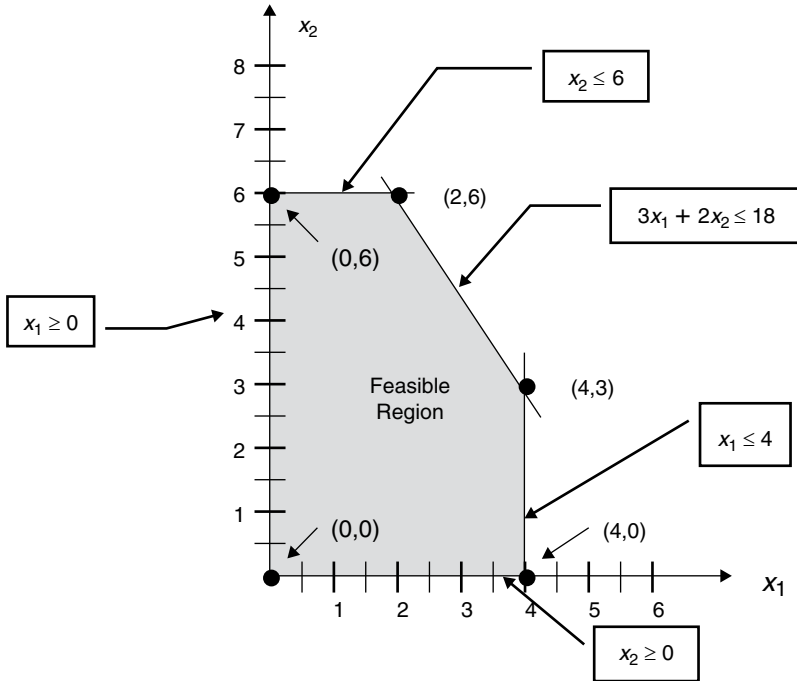 x₂
8
x₂ ≤ 6
7
6
(2,6)
3x₁ + 2x₂ ≤ 18
5
(0,6)
x₁ ≥ 0
4
3
Feasible
Region
(4,3)
2
x₁ ≤ 4
1
(0,0)
(4,0)
1 2 3 4 5 6
x₁
x₂ ≥ 0